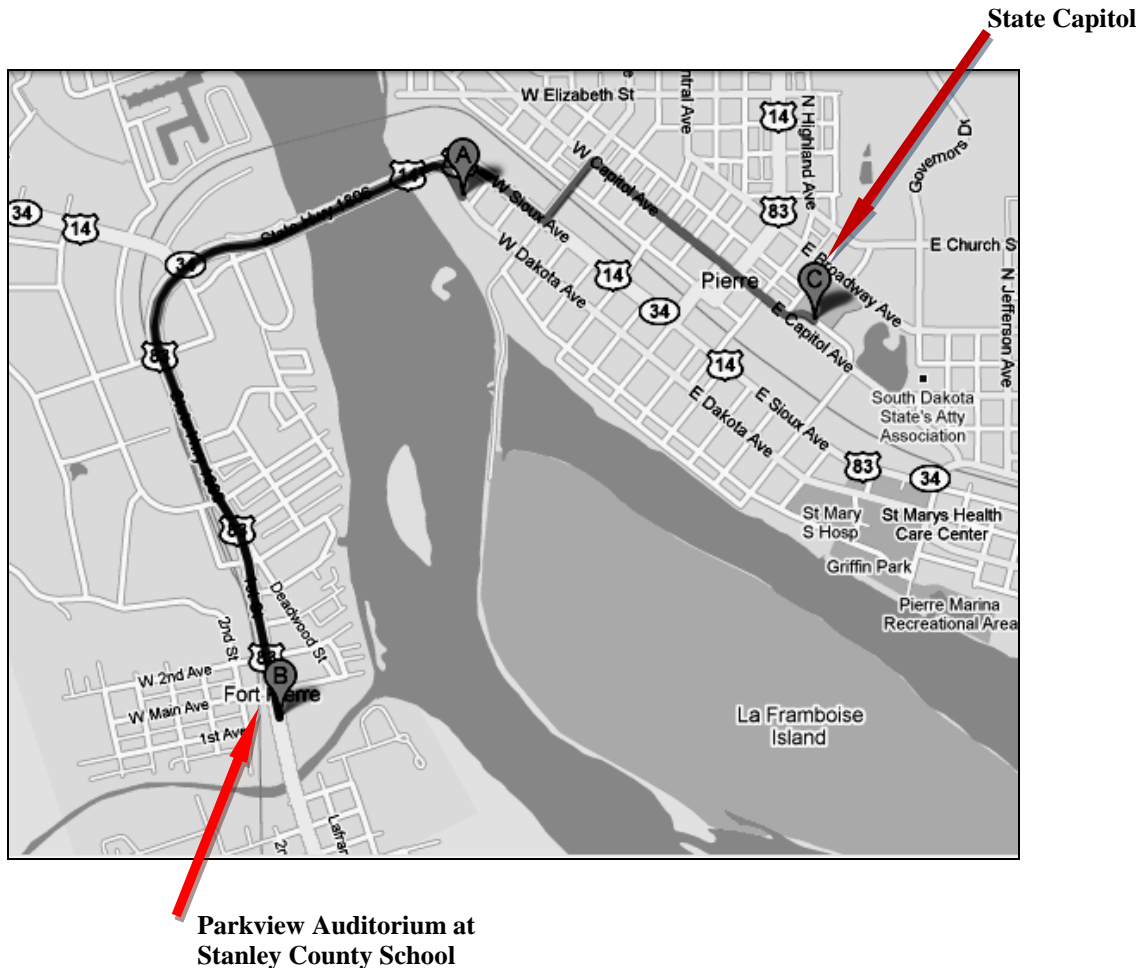 State Capitol
W Elizabeth St
14
N Highland Ave
Governors Dr
A
W Capitol Ave
14
34
14
State Hwy 1806
W Sioux Ave
83
E Church S
34
W Dakota Ave
E Broadway Ave
14
Pierre
C
34
E Capitol Ave
N Jefferson Ave
83
14
South Dakota
State's Atty
Association
E Dakota Ave
E Sioux Ave
83
34
St Mary
S Hosp
St Marys Health
Care Center
83
1st St
Griffin Park
Deadwood St
Pierre Marina
Recreational Area
2nd St
83
W 2nd Ave
B
Fort Pierre
W Main Ave
1st Ave
La Framboise
Island
Lafra
Parkview Auditorium at
Stanley County School